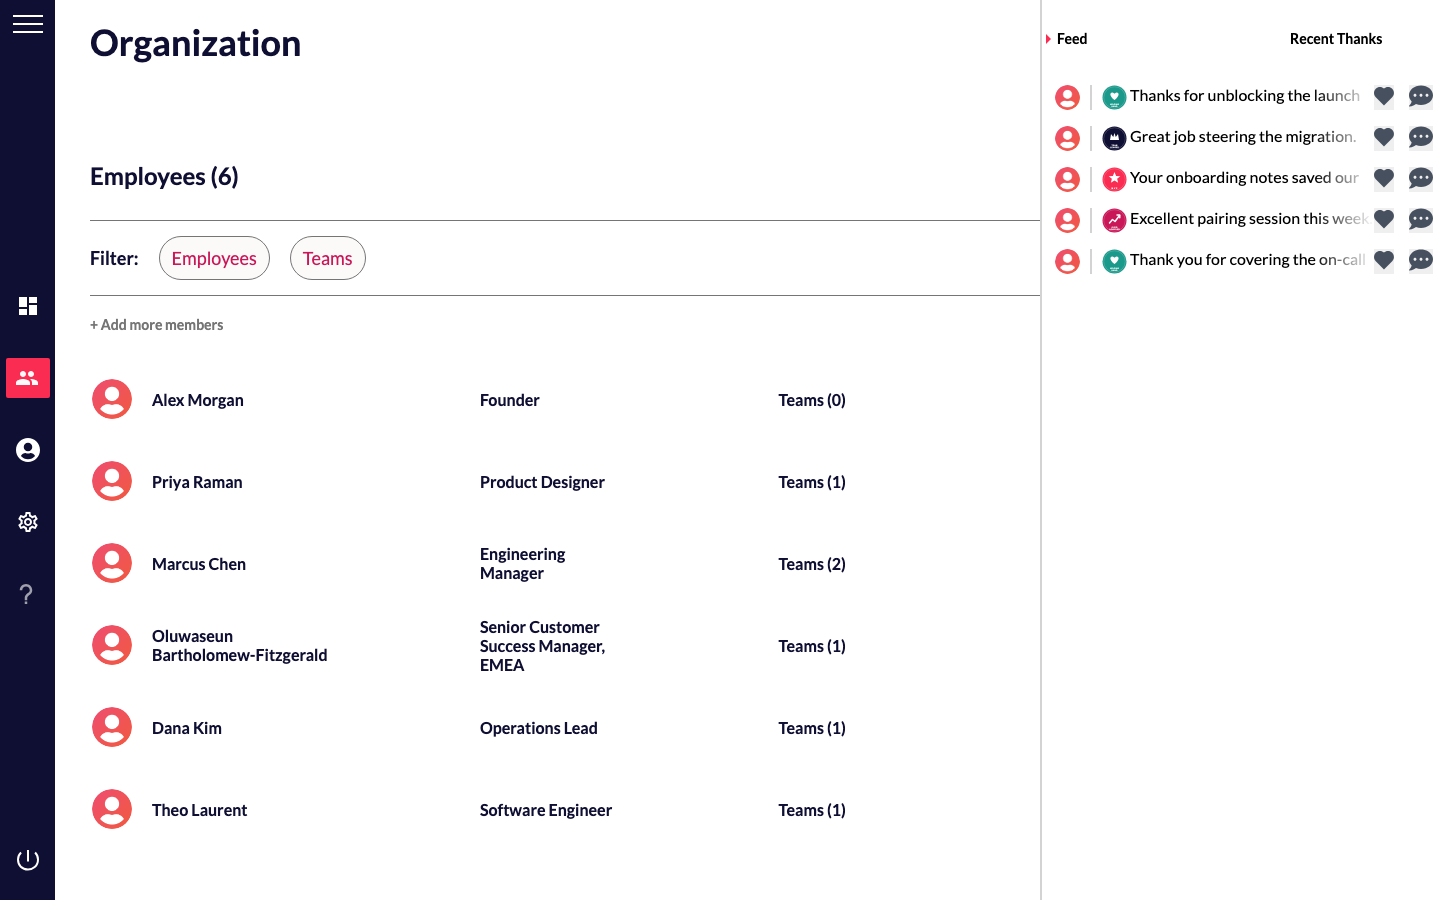 Organization
Employees (6)
Filter:
Employees
Teams
+ Add more members
Alex Morgan
Founder
Teams (0)
Priya Raman
Product Designer
Teams (1)
Marcus Chen
Engineering
Manager
Teams (2)
Oluwaseun
Bartholomew-Fitzgerald
Senior Customer
Success Manager,
EMEA
Teams (1)
Dana Kim
Operations Lead
Teams (1)
Theo Laurent
Software Engineer
Teams (1)
Feed
Recent Thanks
Thanks for unblocking the launch
Great job steering the migration.
Your onboarding notes saved our
Excellent pairing session this week
Thank you for covering the on-call